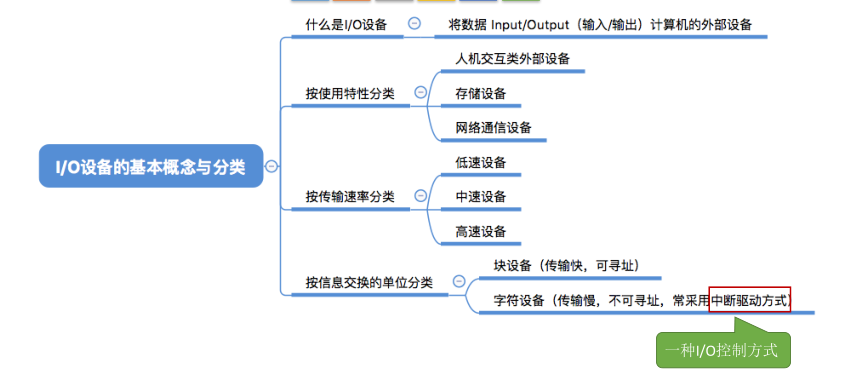 什么是I/O设备
将数据 Input/Output（输入/输出）计算机的外部设备
人机交互类外部设备
按使用特性分类
存储设备
网络通信设备
I/O设备的基本概念与分类
低速设备
按传输速率分类
中速设备
高速设备
块设备（传输快，可寻址）
按信息交换的单位分类
字符设备（传输慢，不可寻址，常采用中断驱动方式）
一种I/O控制方式